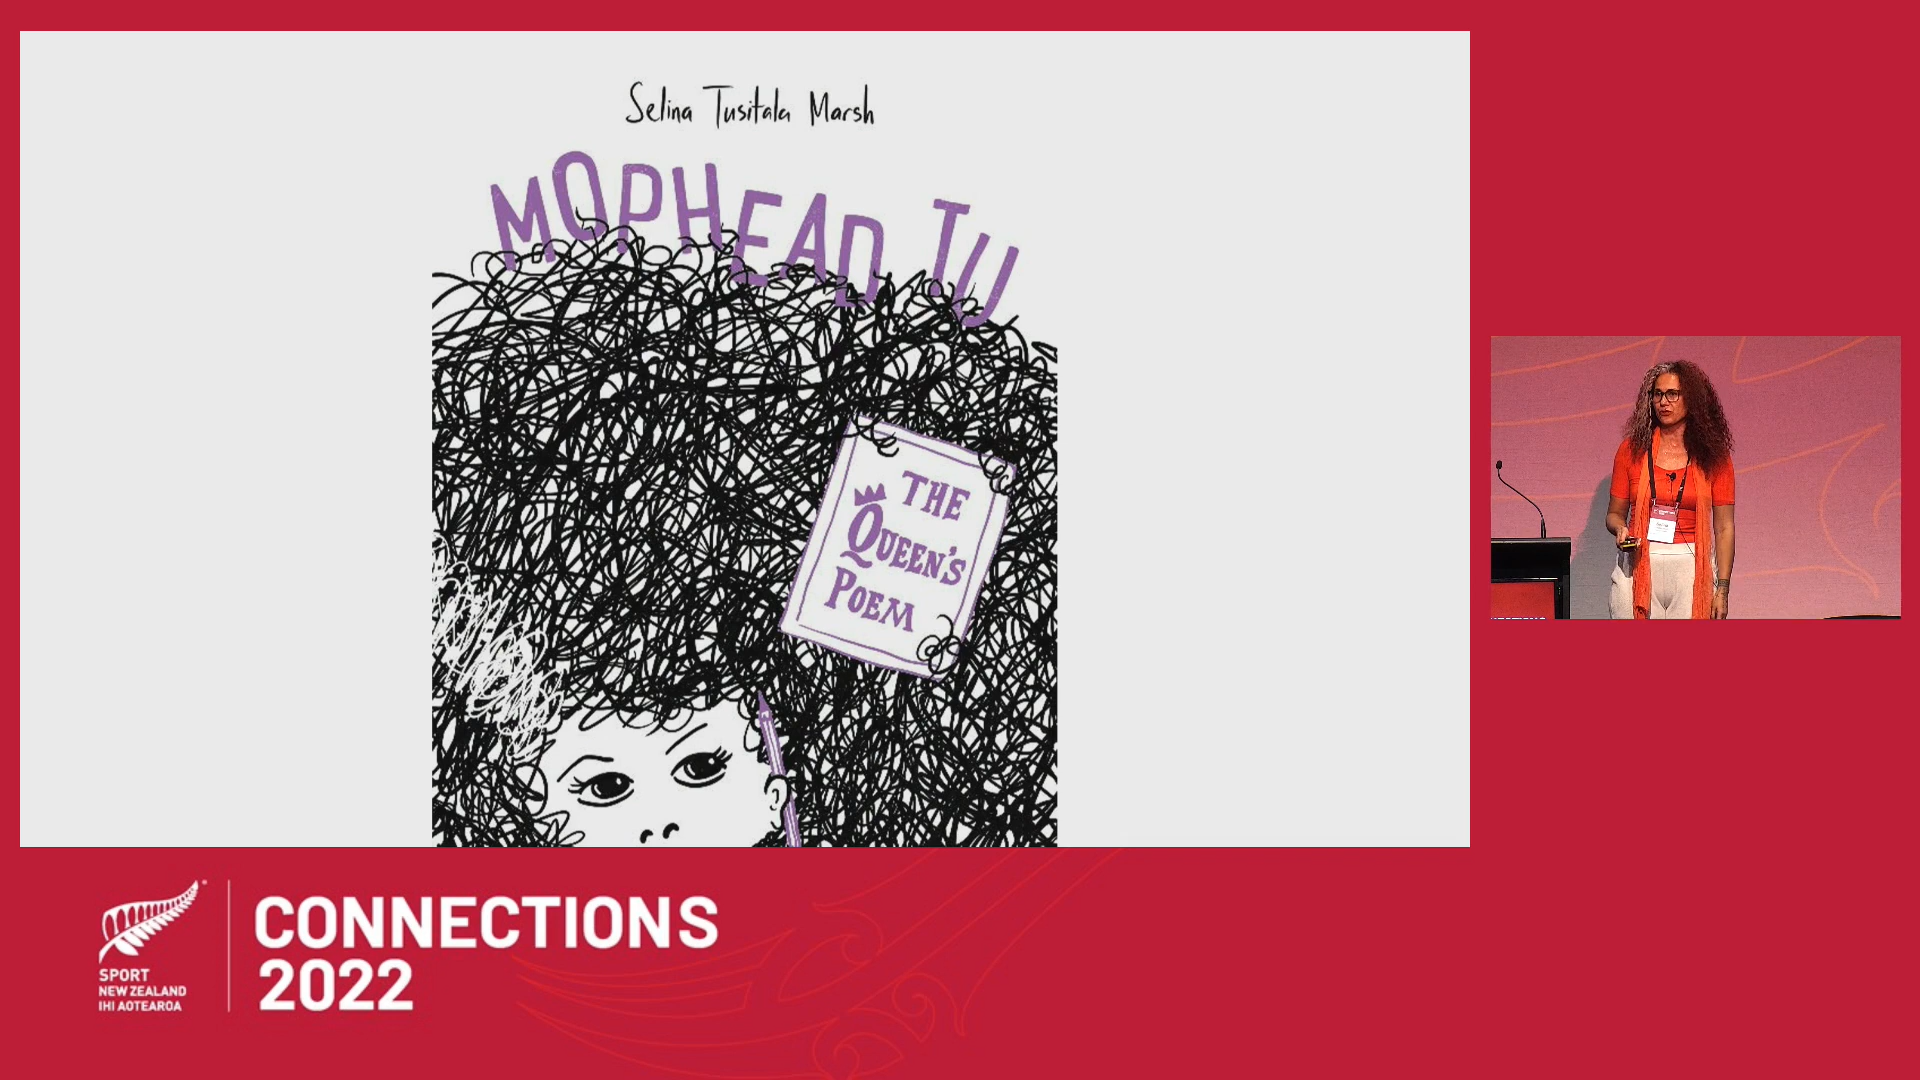 Selina Tusitala Marsh
MOPHEAD TU
THE
QUEEN'S
POEM
SPORT
NEW ZEALAND
IHI AOTEAROA
CONNECTIONS
2022